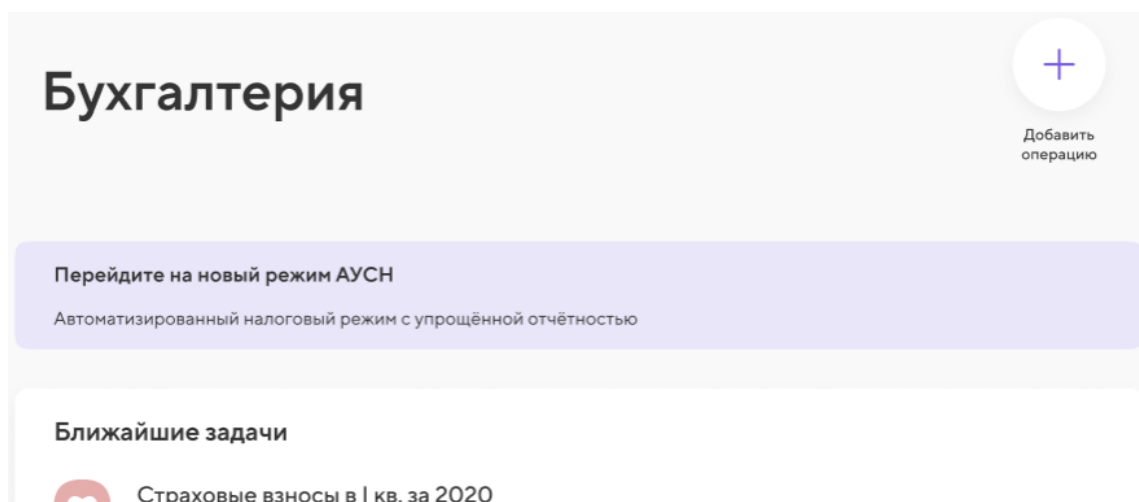 Бухгалтерия
Добавить
операцию
Перейдите на новый режим АУСН
Автоматизированный налоговый режим с упрощённой отчётностью
Ближайшие задачи
Страховые взносы в I кв. за 2020